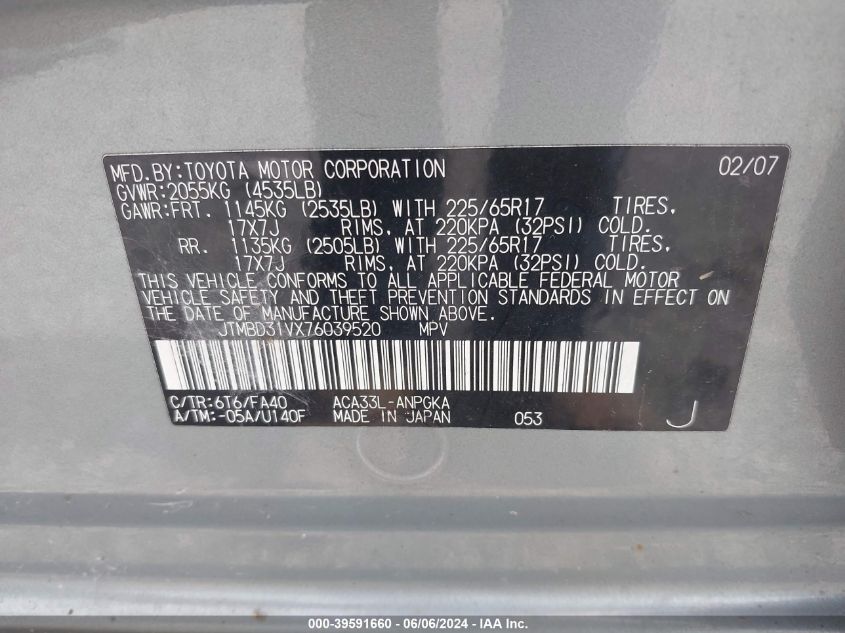 MFD.BY:TOYOTA MOTOR CORPORATION 02/07
GVWR:2055KG (4535LB)
GAWR:FRT. 1145KG (2535LB) WITH 225/65R17 TIRES,
17X7J RIMS, AT 220KPA (32PSI) COLD.
RR. 1135KG (2505LB) WITH 225/65R17 TIRES,
17X7J RIMS, AT 220KPA (32PSI) COLD.
THIS VEHICLE CONFORMS TO ALL APPLICABLE FEDERAL MOTOR
VEHICLE SAFETY AND THEFT PREVENTION STANDARDS IN EFFECT ON
THE DATE OF MANUFACTURE SHOWN ABOVE.
JTMBD31VX76039520 MPV
C/TR:6T6/FA40 ACA33L-ANPGKA
A/TM:-05A/U140F MADE IN JAPAN 053 J
000-39591660 - 06/06/2024 - IAA Inc.